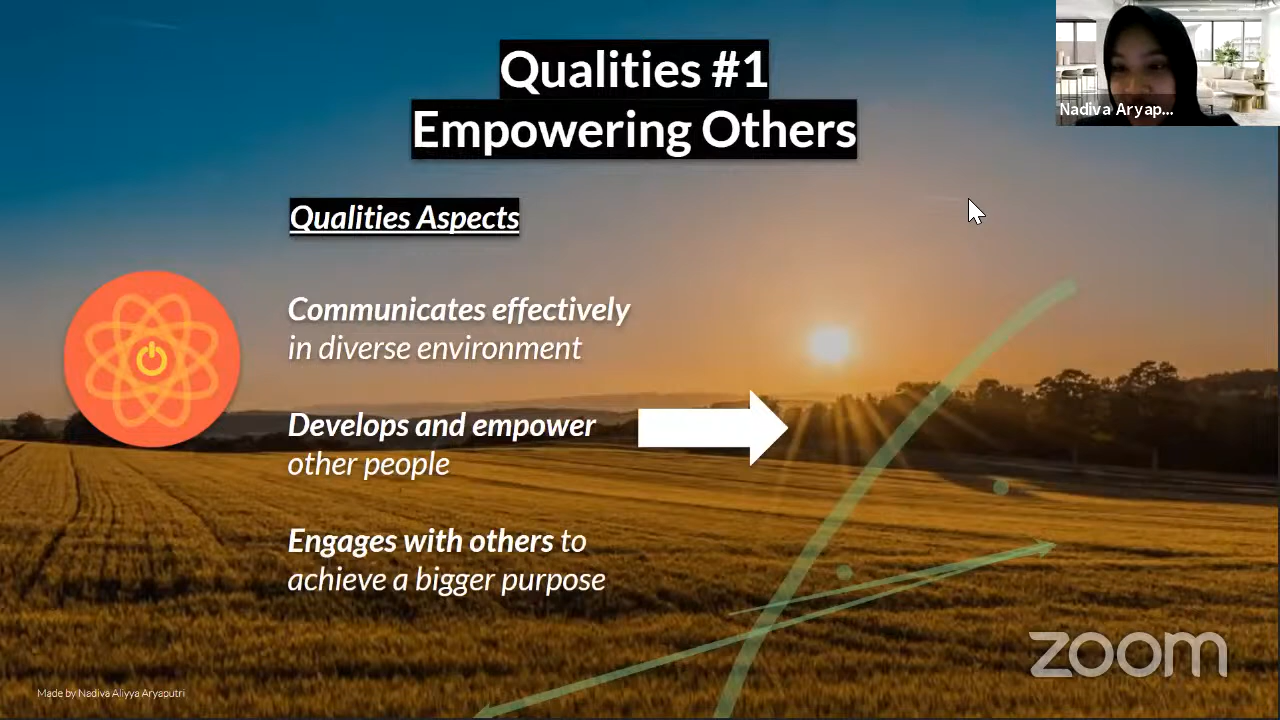 Qualities #1
Empowering Others
Nadiva Aryap...
Qualities Aspects
Communicates effectively
in diverse environment
Develops and empower
other people
Engages with others to
achieve a bigger purpose
zoom
Made by Nadiva Aliyya Aryaputri